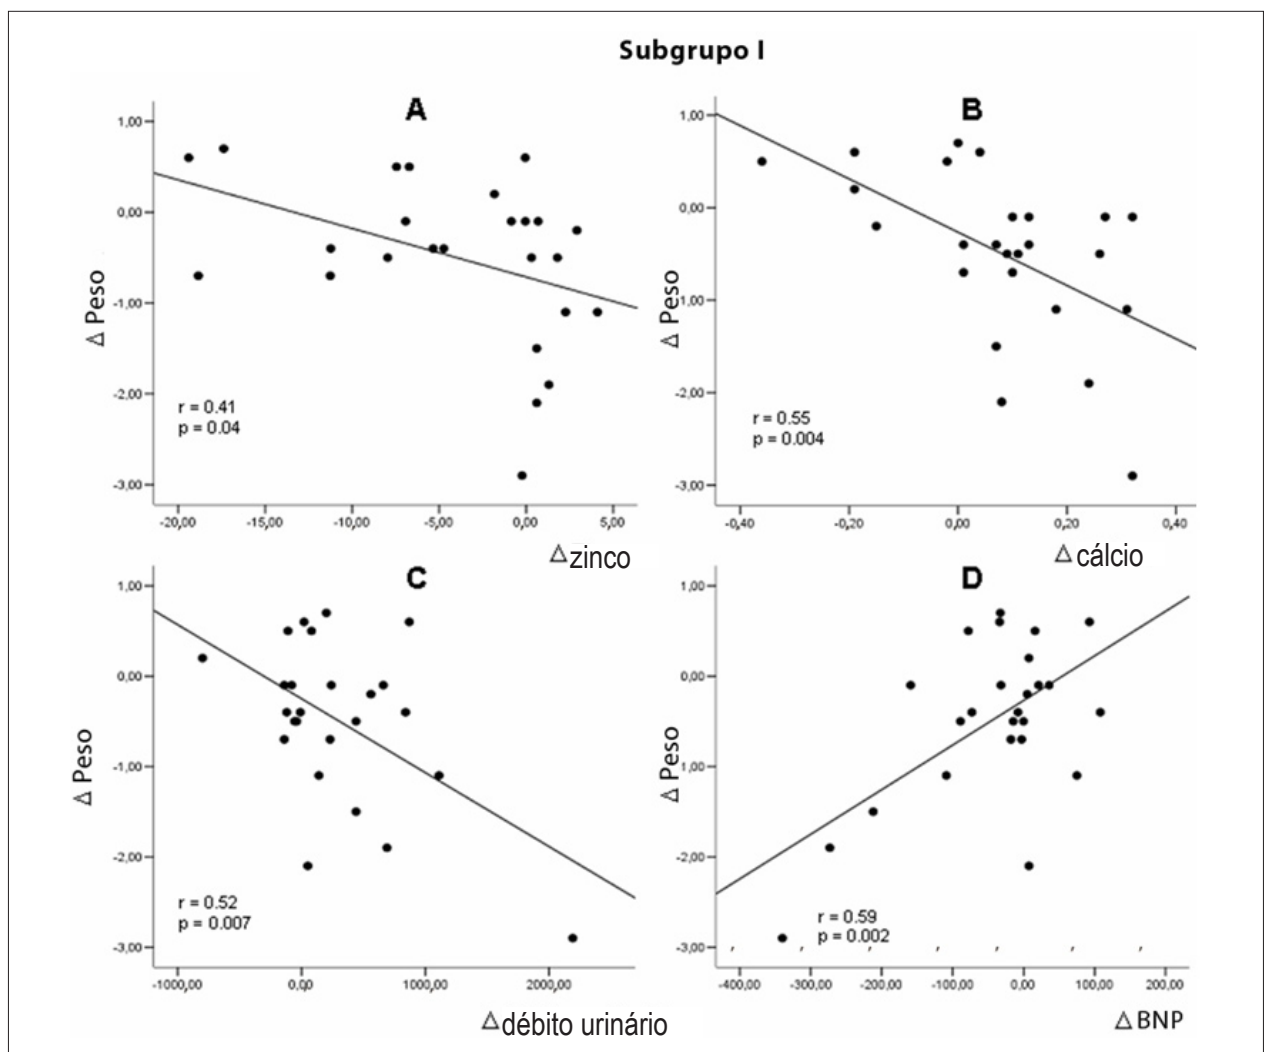 Subgrupo I
A
1,00
0,00
-1,00
-2,00
-3,00
Δ Peso
r = 0.41
p = 0.04
-20,00 -15,00 -10,00 -5,00 0,00 5,00
Δ zinco
B
1,00
0,00
-1,00
-2,00
-3,00
Δ Peso
r = 0.55
p = 0.004
-0,40 -0,20 0,00 0,20 0,40
Δ cálcio
C
1,00
0,00
-1,00
-2,00
-3,00
Δ Peso
r = 0.52
p = 0.007
-1000,00 0,00 1000,00 2000,00
Δ débito urinário
D
1,00
0,00
-1,00
-2,00
-3,00
Δ Peso
r = 0.59
p = 0.002
-400,00 -300,00 -200,00 -100,00 0,00 100,00 200,00
Δ BNP